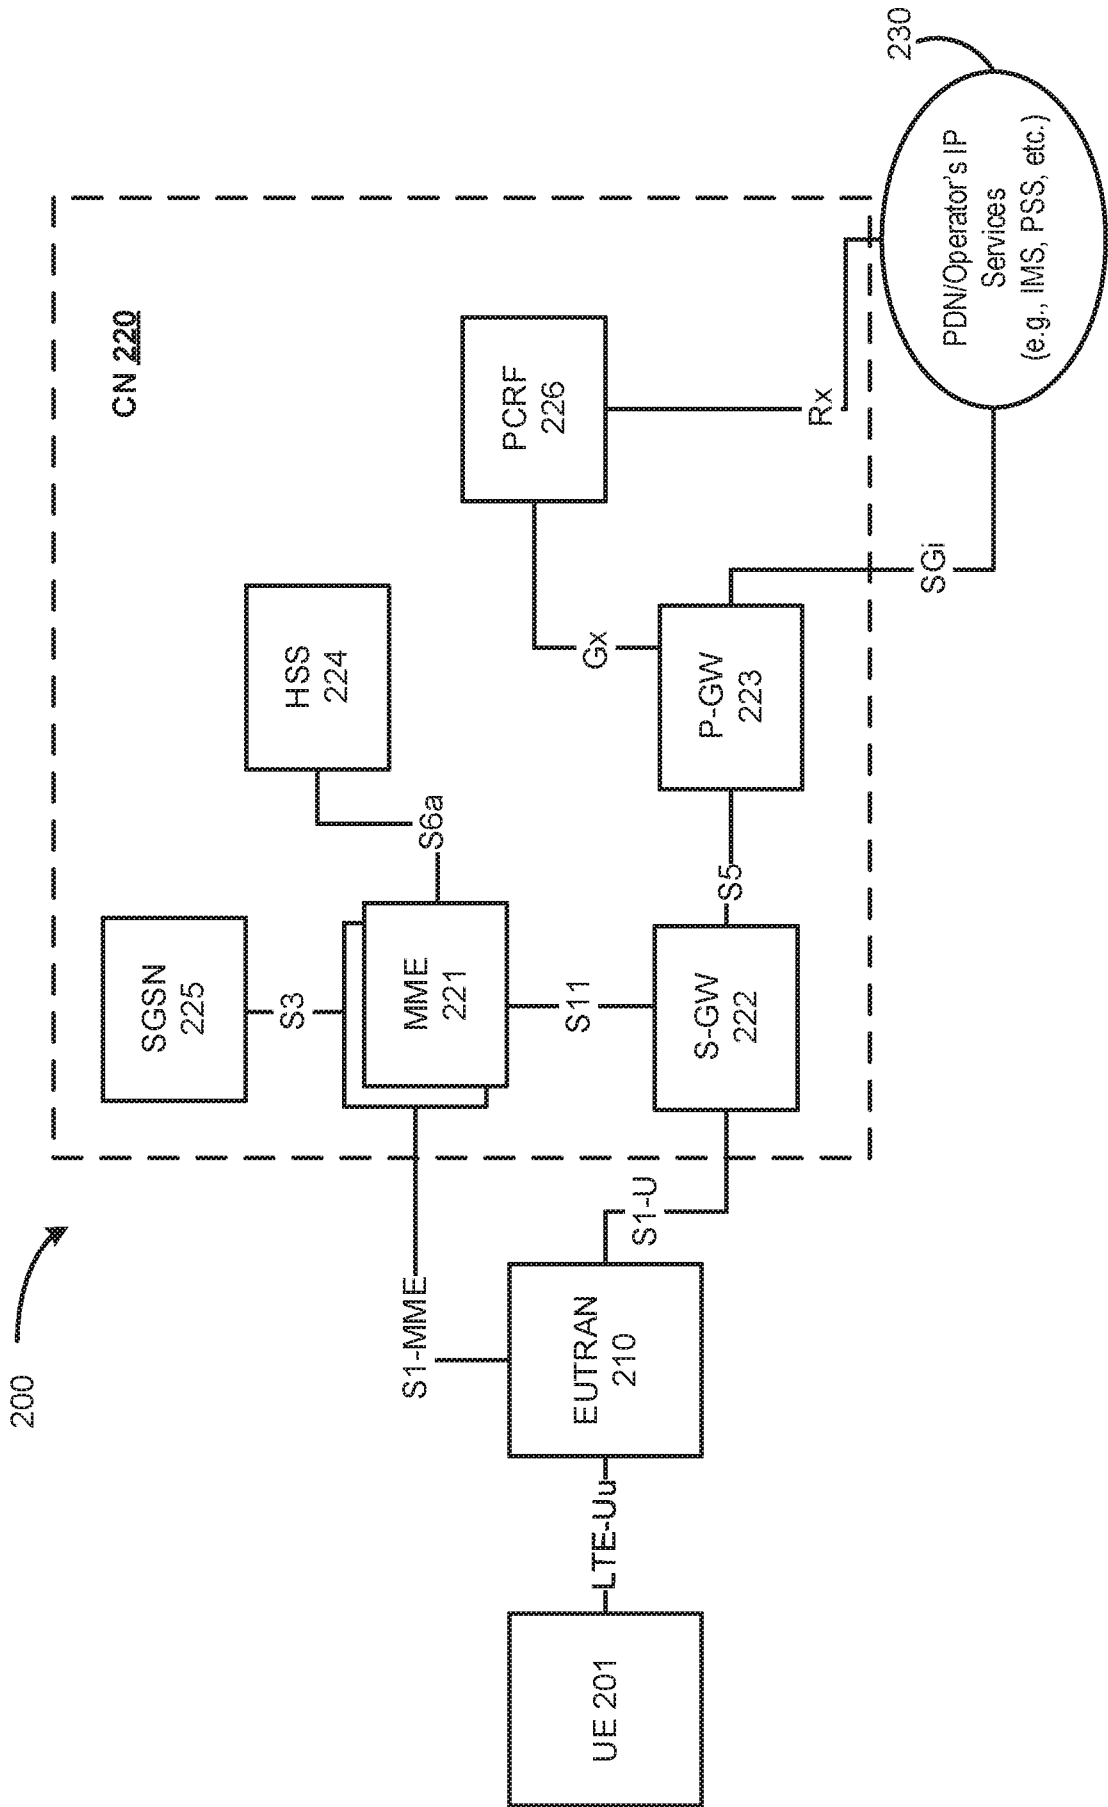 200
CN 220
SGSN
225
S3
HSS
224
S6a
S1-MME
MME
221
PCRF
226
S11
Gx
UE 201
LTE-Uu
EUTRAN
210
S1-U
S-GW
222
S5
P-GW
223
Rx
SGi
230
PDN/Operator's IP
Services
(e.g., IMS, PSS, etc.)